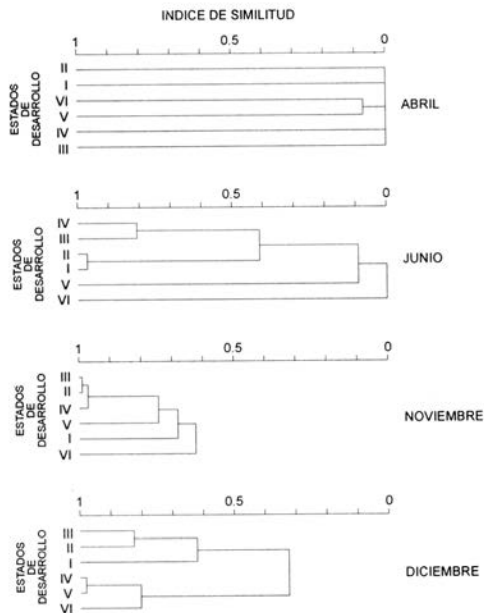 INDICE DE SIMILITUD
1 0.5 0
ESTADOS
DE
DESARROLLO
II
I
VI
V
IV
III
ABRIL
1 0.5 0
ESTADOS
DE
DESARROLLO
IV
III
II
I
V
VI
JUNIO
1 0.5 0
ESTADOS
DE
DESARROLLO
III
II
IV
V
I
VI
NOVIEMBRE
1 0.5 0
ESTADOS
DE
DESARROLLO
III
II
I
IV
V
VI
DICIEMBRE